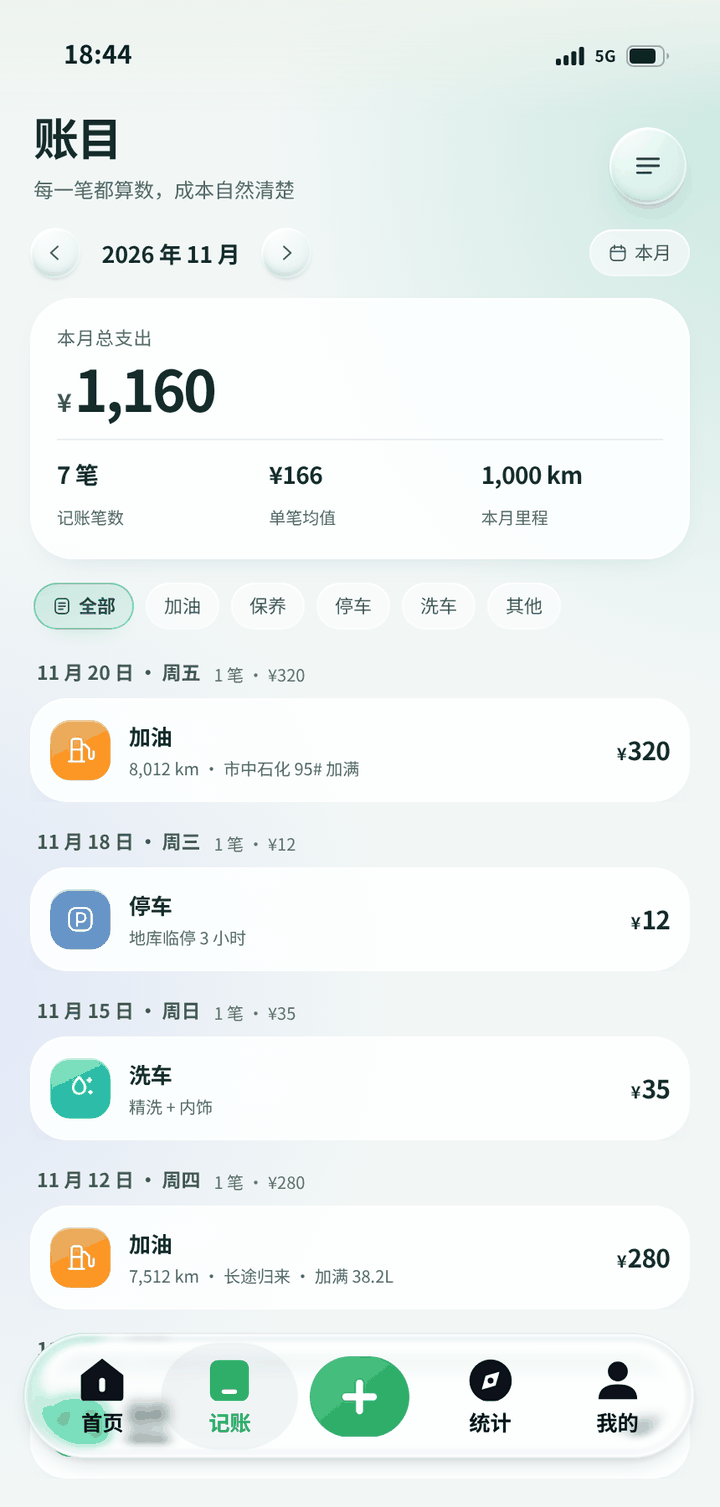 18:44
5G
账目
每一笔都算数，成本自然清楚
2026 年 11 月
本月
本月总支出
¥1,160
7 笔
¥166
1,000 km
记账笔数
单笔均值
本月里程
全部
加油
保养
停车
洗车
其他
11 月 20 日 · 周五 1 笔 · ¥320
加油
8,012 km · 市中石化 95# 加满
¥320
11 月 18 日 · 周三 1 笔 · ¥12
停车
地库临停 3 小时
¥12
11 月 15 日 · 周日 1 笔 · ¥35
洗车
精洗 + 内饰
¥35
11 月 12 日 · 周四 1 笔 · ¥280
加油
7,512 km · 长途归来 · 加满 38.2L
¥280
首页
记账
统计
我的